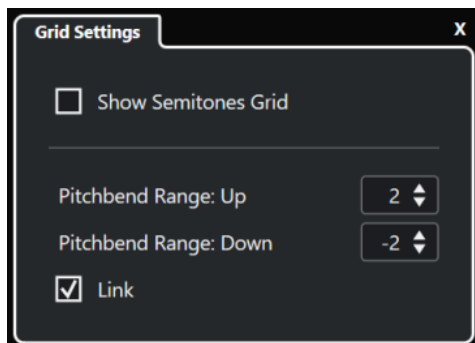 Grid Settings
X
Show Semitones Grid
Pitchbend Range: Up
2
Pitchbend Range: Down
-2
Link